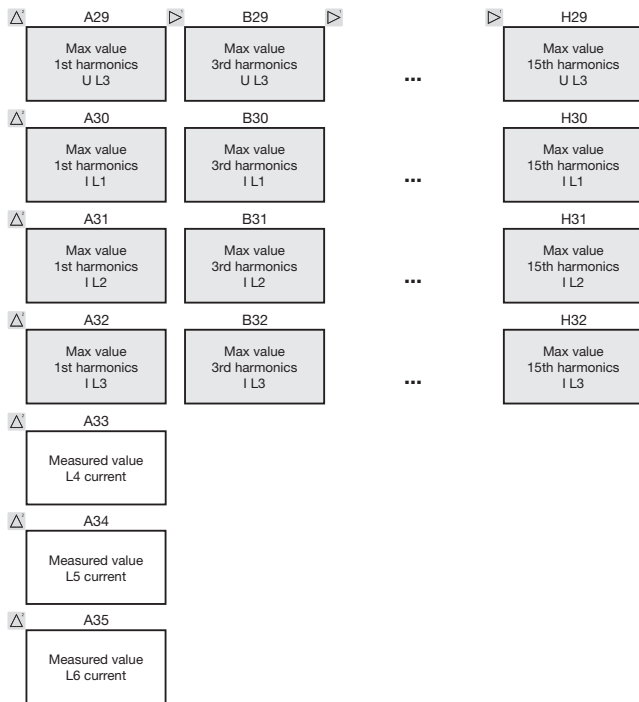 A29 B29 H29
Max value Max value Max value
1st harmonics 3rd harmonics ... 15th harmonics
U L3 U L3 U L3
A30 B30 H30
Max value Max value Max value
1st harmonics 3rd harmonics ... 15th harmonics
I L1 I L1 I L1
A31 B31 H31
Max value Max value Max value
1st harmonics 3rd harmonics ... 15th harmonics
I L2 I L2 I L2
A32 B32 H32
Max value Max value Max value
1st harmonics 3rd harmonics ... 15th harmonics
I L3 I L3 I L3
A33
Measured value
L4 current
A34
Measured value
L5 current
A35
Measured value
L6 current